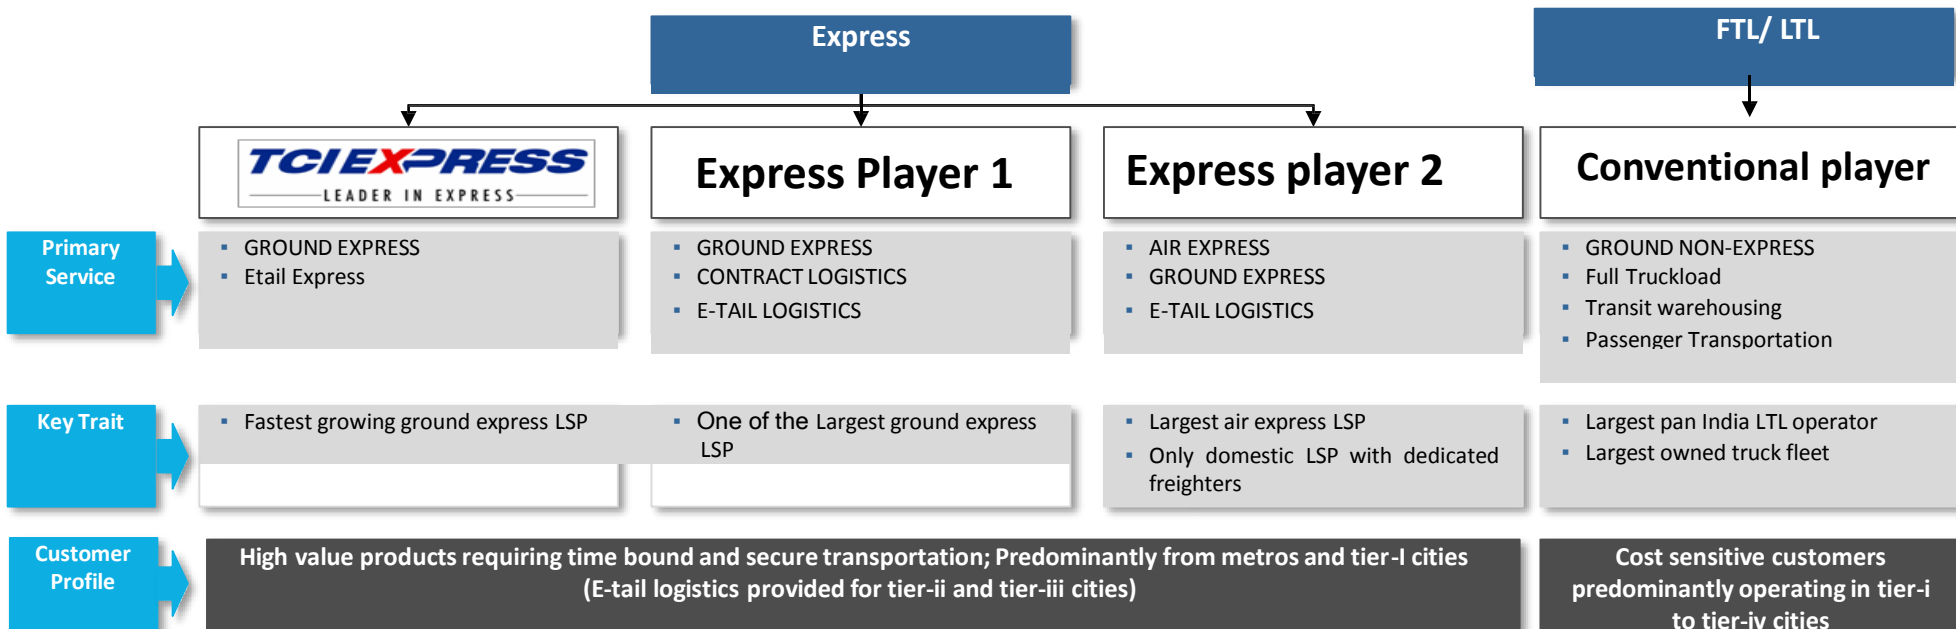 Express
FTL/ LTL
TCIEXPRESS
LEADER IN EXPRESS
Express Player 1
Express player 2
Conventional player
Primary
Service
▪ GROUND EXPRESS
▪ Etail Express
▪ GROUND EXPRESS
▪ CONTRACT LOGISTICS
▪ E-TAIL LOGISTICS
▪ AIR EXPRESS
▪ GROUND EXPRESS
▪ E-TAIL LOGISTICS
▪ GROUND NON-EXPRESS
▪ Full Truckload
▪ Transit warehousing
▪ Passenger Transportation
Key Trait
▪ Fastest growing ground express LSP
▪ One of the Largest ground express
LSP
▪ Largest air express LSP
▪ Only domestic LSP with dedicated
freighters
▪ Largest pan India LTL operator
▪ Largest owned truck fleet
Customer
Profile
High value products requiring time bound and secure transportation; Predominantly from metros and tier-I cities
(E-tail logistics provided for tier-ii and tier-iii cities)
Cost sensitive customers
predominantly operating in tier-i
to tier-iv cities